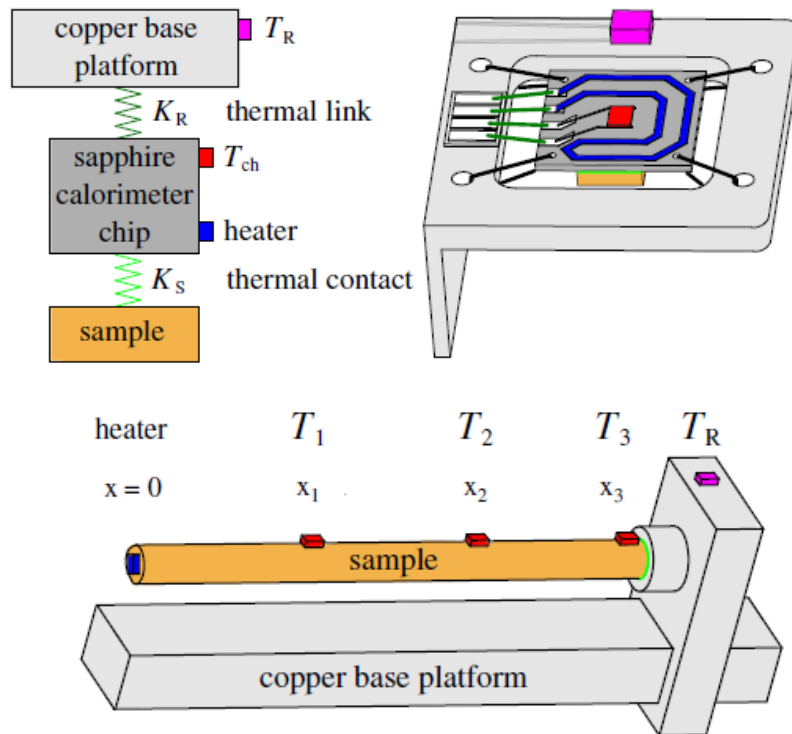 copper base
platform
T_R
K_R thermal link
sapphire
calorimeter
chip
T_ch
heater
K_S thermal contact
sample
heater T_1 T_2 T_3 T_R
x = 0 x_1 x_2 x_3
sample
copper base platform